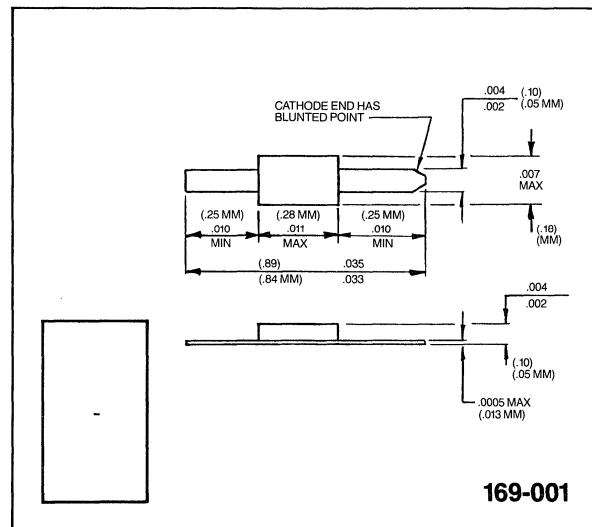 .004 (.10)
.002 (.05 MM)
CATHODE END HAS
BLUNTED POINT
.007
MAX
(.18)
(MM)
(.25 MM) (.28 MM) (.25 MM)
.010 .011 .010
MIN MAX MIN
(.89) .035
(.84 MM) .033
.004
.002
(.10)
(.05 MM)
.0005 MAX
(.013 MM)
169-001